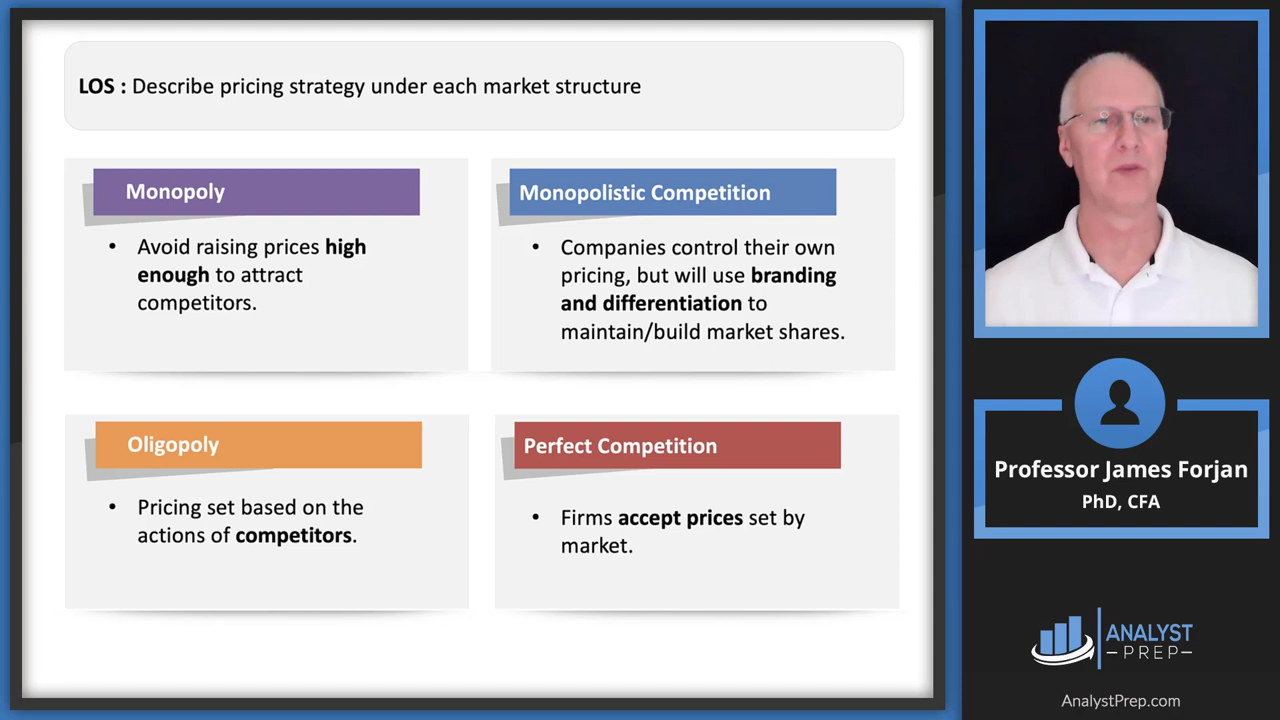 LOS : Describe pricing strategy under each market structure
Monopoly
• Avoid raising prices high
enough to attract
competitors.
Monopolistic Competition
• Companies control their own
pricing, but will use branding
and differentiation to
maintain/build market shares.
Oligopoly
• Pricing set based on the
actions of competitors.
Perfect Competition
• Firms accept prices set by
market.
Professor James Forjan
PhD, CFA
ANALYST
PREP
AnalystPrep.com